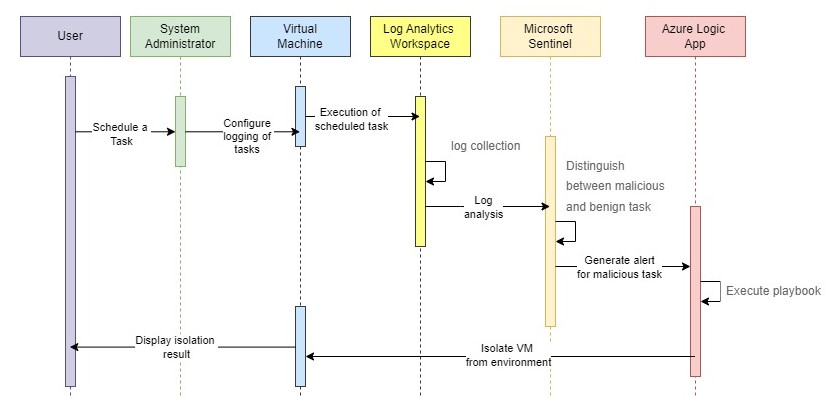 User
System
Administrator
Virtual
Machine
Log Analytics
Workspace
Microsoft
Sentinel
Azure Logic
App
Schedule a
Task
Configure
logging of
tasks
Execution of
scheduled task
log collection
Log
analysis
Distinguish
between malicious
and benign task
Generate alert
for malicious task
Execute playbook
Isolate VM
from environment
Display isolation
result